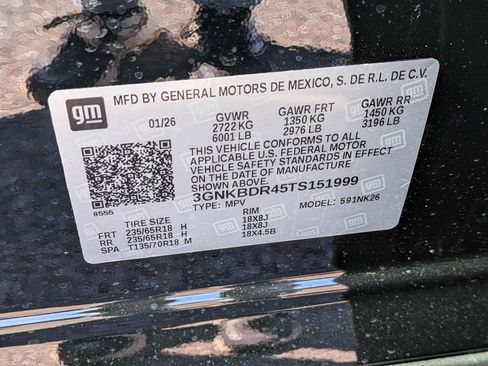 gm
MFD BY GENERAL MOTORS DE MEXICO, S. DE R.L. DE C.V.
01/26 GVWR GAWR FRT GAWR RR
2722 KG 1350 KG 1450 KG
6001 LB 2976 LB 3196 LB
THIS VEHICLE CONFORMS TO ALL
APPLICABLE U.S. FEDERAL MOTOR
VEHICLE SAFETY STANDARDS IN EFFECT
ON THE DATE OF MANUFACTURE
3GNKBDR45TS151999
8555 TYPE: MPV MODEL: 591NK26
TIRE SIZE RIM
FRT 235/65R18 H 18X8J
RR 235/65R18 H 18X8J
SPA T135/70R18 M 18X4.5B